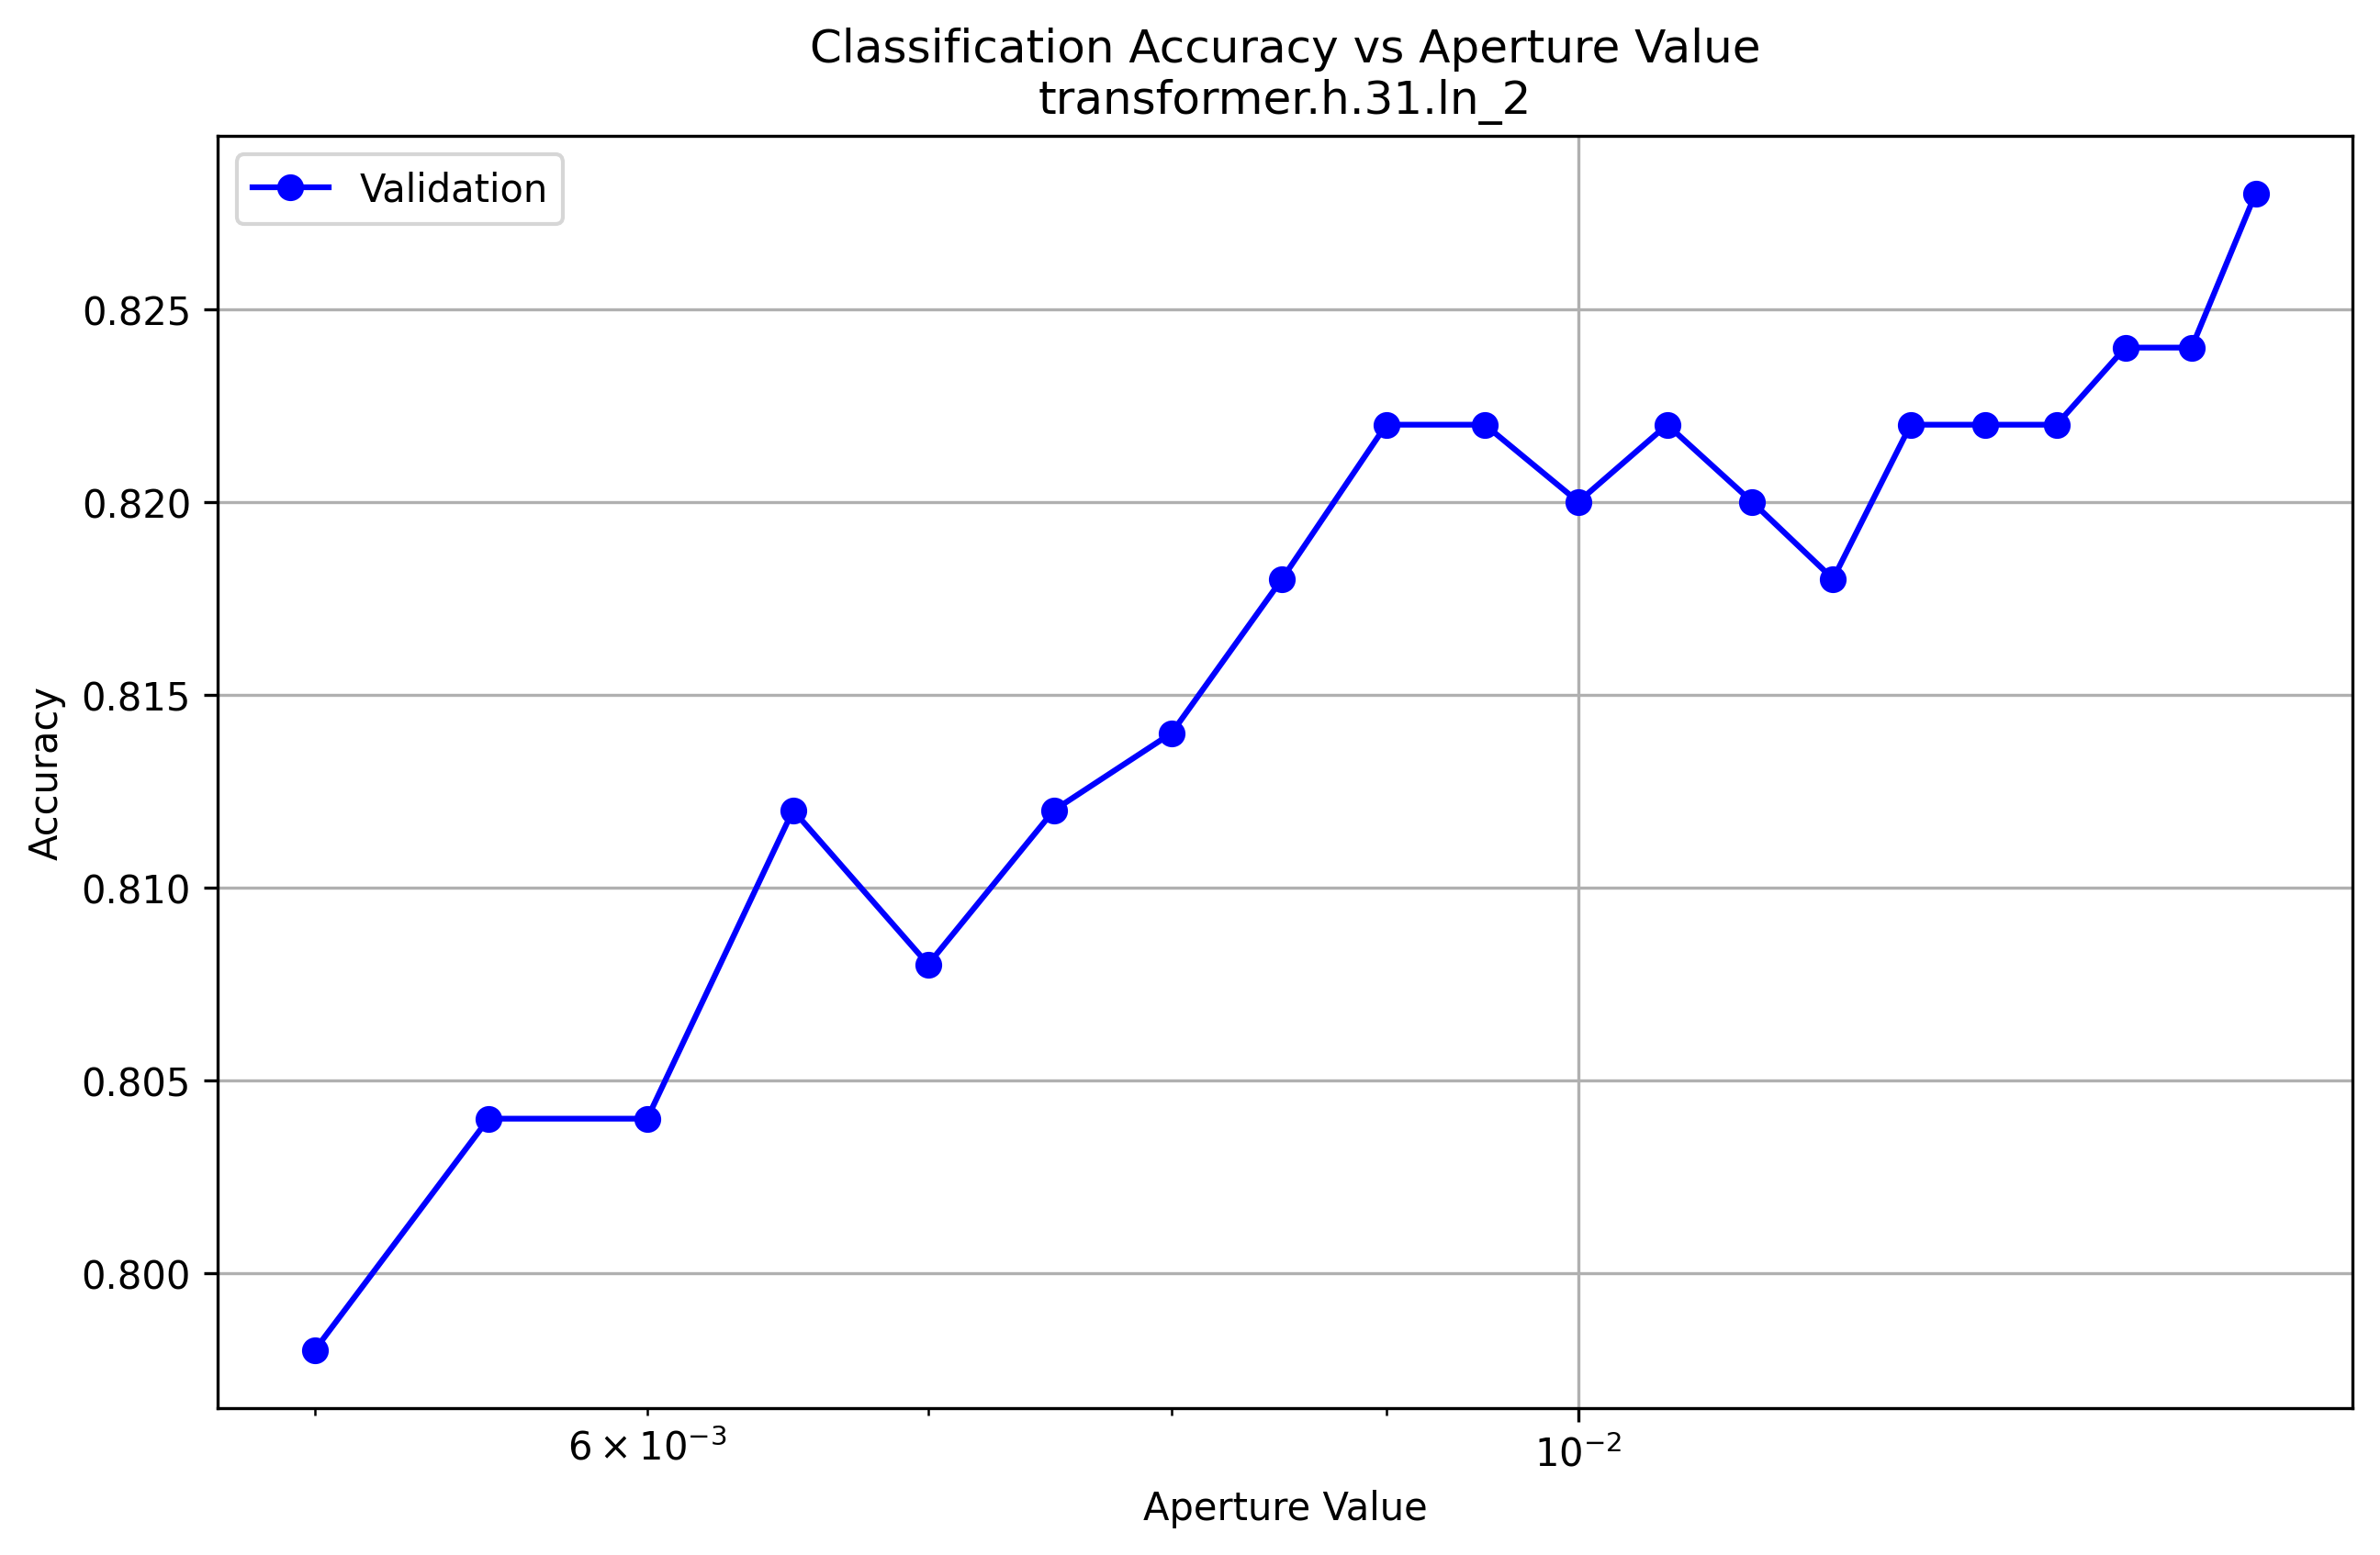 Classification Accuracy vs Aperture Value
transformer.h.31.ln_2
Validation
0.825
0.820
0.815
0.810
0.805
0.800
Accuracy
6 × 10⁻³
10⁻²
Aperture Value